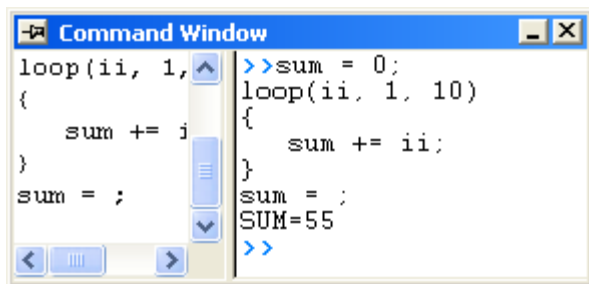 Command Window
loop(ii, 1,
{
sum += i
}
sum = ;
>>sum = 0;
loop(ii, 1, 10)
{
sum += ii;
}
sum = ;
SUM=55
>>